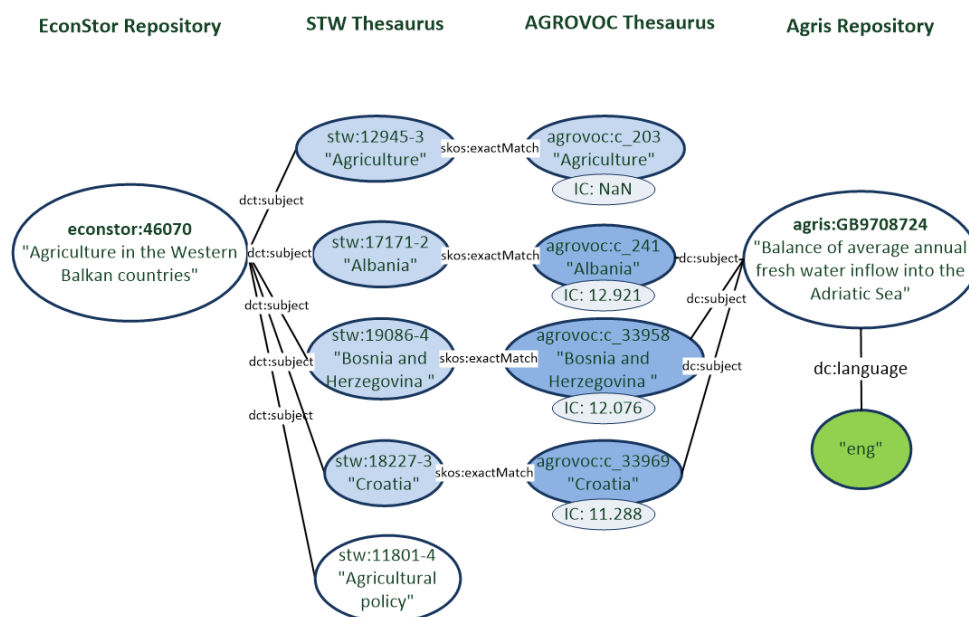 EconStor Repository
STW Thesaurus
AGROVOC Thesaurus
Agris Repository
stw:12945-3
"Agriculture"
skos:exactMatch
agrovoc:c_203
"Agriculture"
IC: NaN
dct:subject
econstor:46070
"Agriculture in the Western
Balkan countries"
dct:subject
stw:17171-2
"Albania"
skos:exactMatch
agrovoc:c_241
"Albania"
IC: 12.921
dc:subject
agris:GB9708724
"Balance of average annual
fresh water inflow into the
Adriatic Sea"
dct:subject
dc:subject
stw:19086-4
"Bosnia and
Herzegovina "
skos:exactMatch
agrovoc:c_33958
"Bosnia and
Herzegovina "
IC: 12.076
dct:subject
dc:subject
dc:language
"eng"
dct:subject
stw:18227-3
"Croatia"
skos:exactMatch
agrovoc:c_33969
"Croatia"
IC: 11.288
stw:11801-4
"Agricultural
policy"